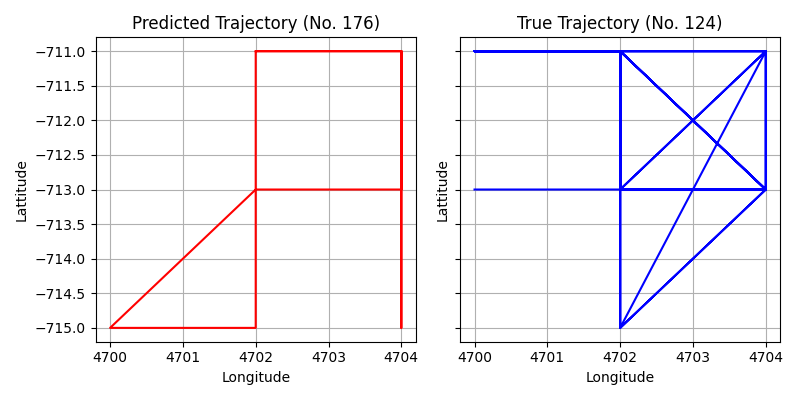 Predicted Trajectory (No. 176)
True Trajectory (No. 124)
−711.0
−711.5
−712.0
−712.5
−713.0
−713.5
−714.0
−714.5
−715.0
Lattitude
Lattitude
4700 4701 4702 4703 4704
4700 4701 4702 4703 4704
Longitude
Longitude